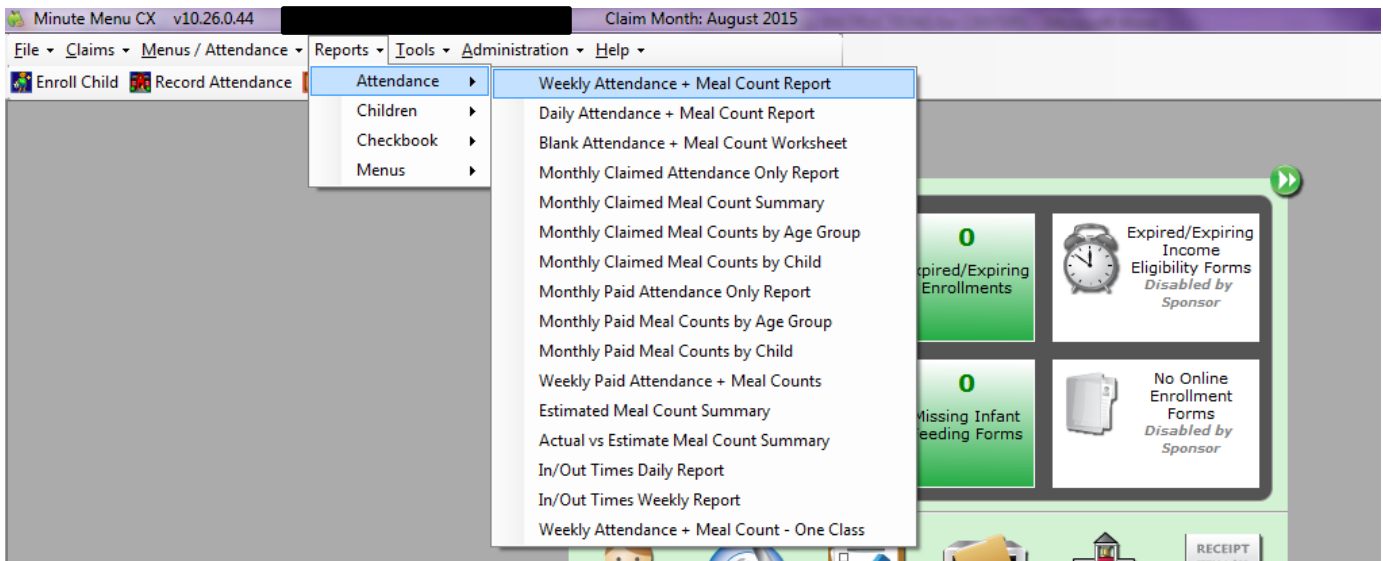 Minute Menu CX v10.26.0.44 Claim Month: August 2015
File Claims Menus / Attendance Reports Tools Administration Help
Enroll Child Record Attendance
Attendance
Children
Checkbook
Menus
Weekly Attendance + Meal Count Report
Daily Attendance + Meal Count Report
Blank Attendance + Meal Count Worksheet
Monthly Claimed Attendance Only Report
Monthly Claimed Meal Count Summary
Monthly Claimed Meal Counts by Age Group
Monthly Claimed Meal Counts by Child
Monthly Paid Attendance Only Report
Monthly Paid Meal Counts by Age Group
Monthly Paid Meal Counts by Child
Weekly Paid Attendance + Meal Counts
Estimated Meal Count Summary
Actual vs Estimate Meal Count Summary
In/Out Times Daily Report
In/Out Times Weekly Report
Weekly Attendance + Meal Count - One Class
0
xpired/Expiring
Enrollments
Expired/Expiring
Income
Eligibility Forms
Disabled by
Sponsor
0
Missing Infant
Feeding Forms
No Online
Enrollment
Forms
Disabled by
Sponsor
RECEIPT